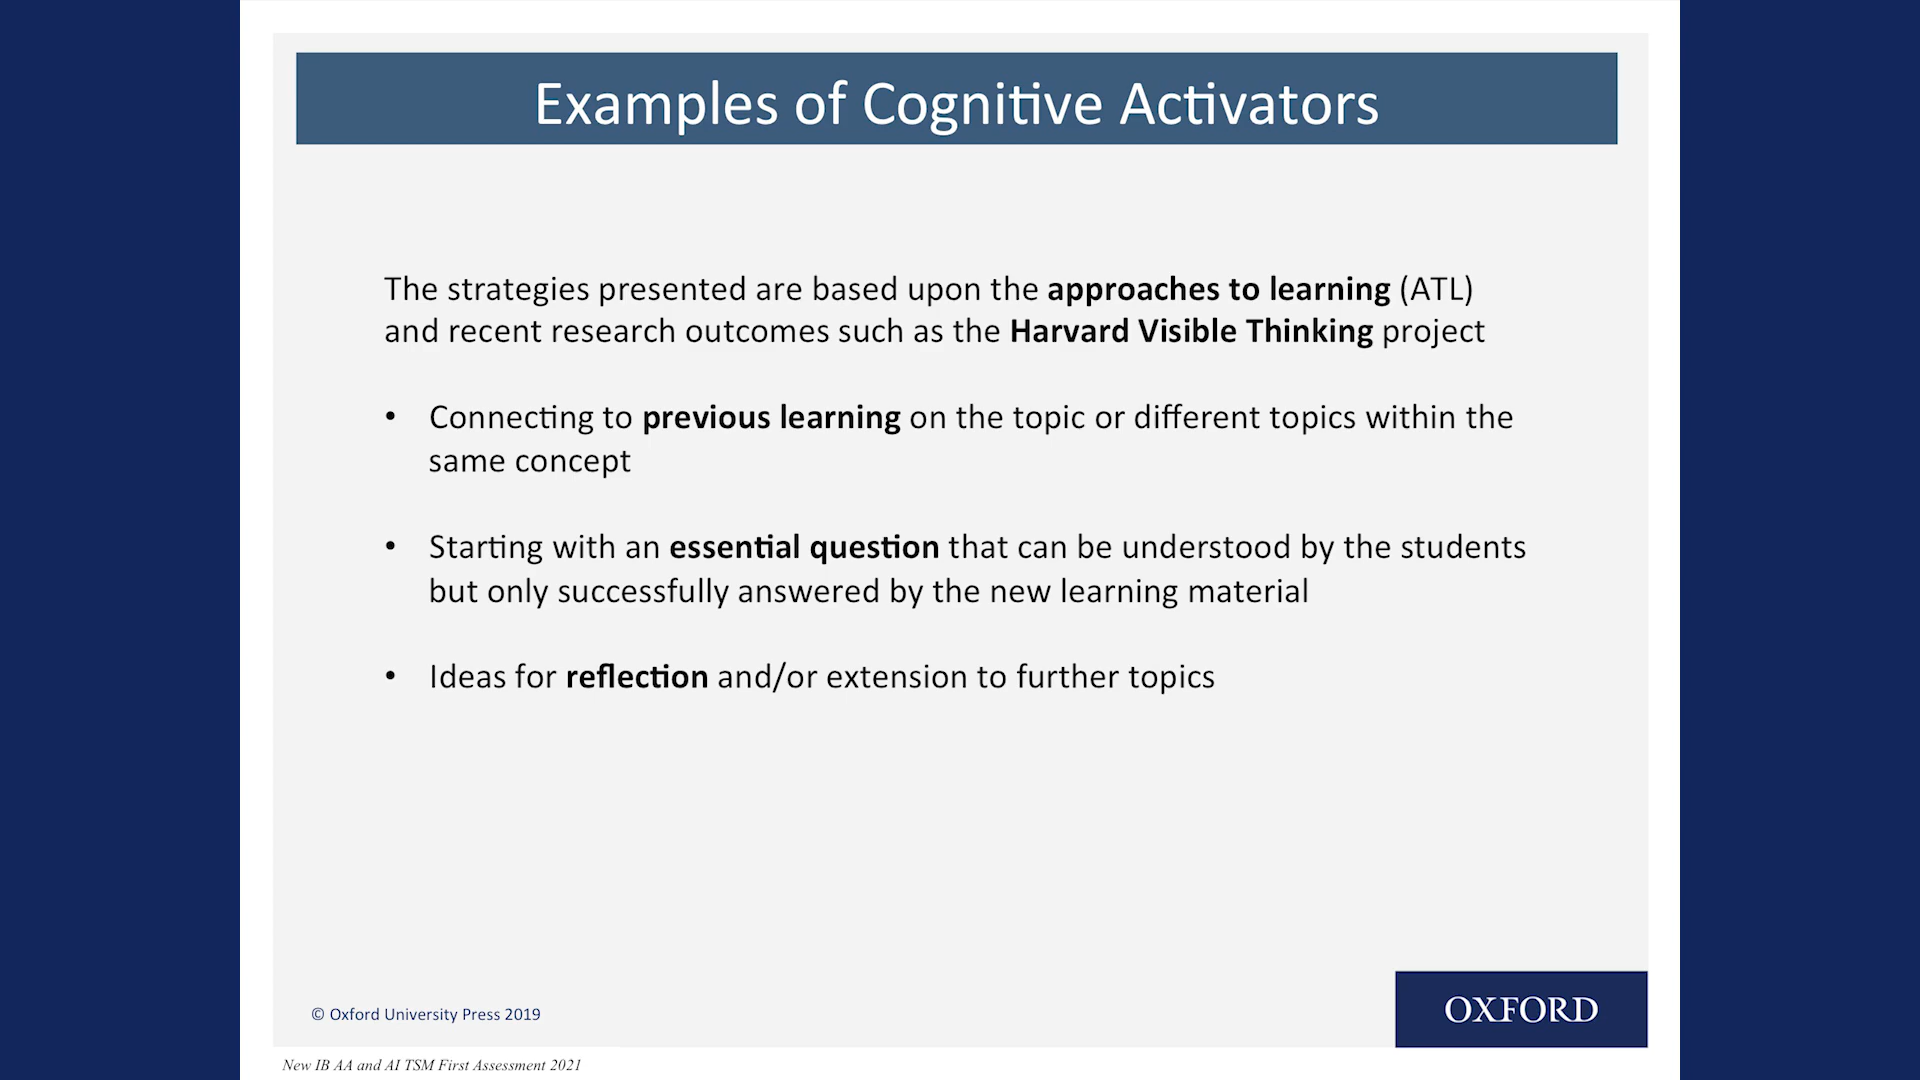 Examples of Cognitive Activators
The strategies presented are based upon the approaches to learning (ATL)
and recent research outcomes such as the Harvard Visible Thinking project
• Connecting to previous learning on the topic or different topics within the
same concept
• Starting with an essential question that can be understood by the students
but only successfully answered by the new learning material
• Ideas for reflection and/or extension to further topics
© Oxford University Press 2019
OXFORD
New IB AA and AI TSM First Assessment 2021